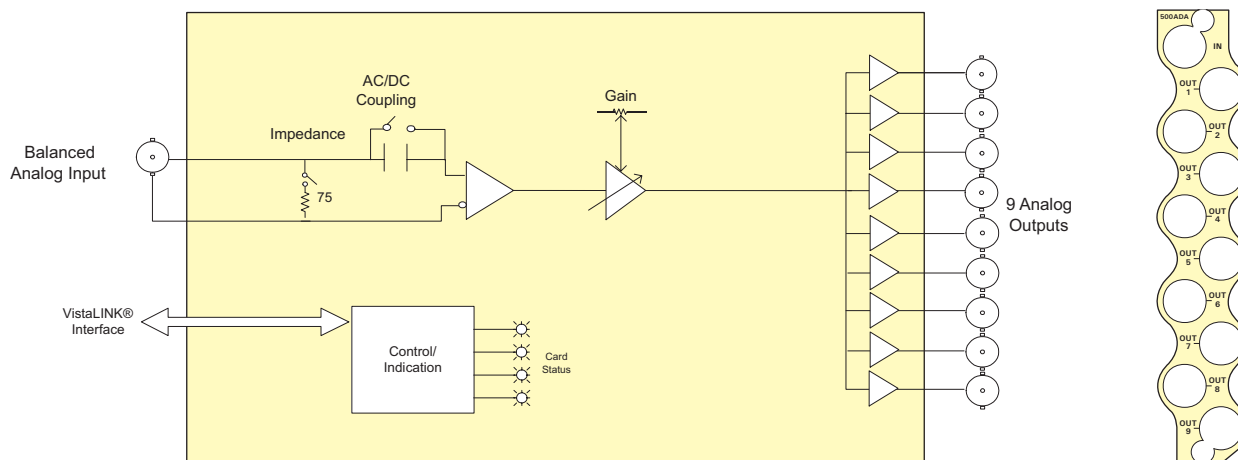 AC/DC
Coupling
Gain
Impedance
Balanced
Analog Input
75
9 Analog
Outputs
VistaLINK®
Interface
Control/
Indication
Card
Status
500ADA
IN
OUT
1
OUT
2
OUT
3
OUT
4
OUT
5
OUT
6
OUT
7
OUT
8
OUT
9